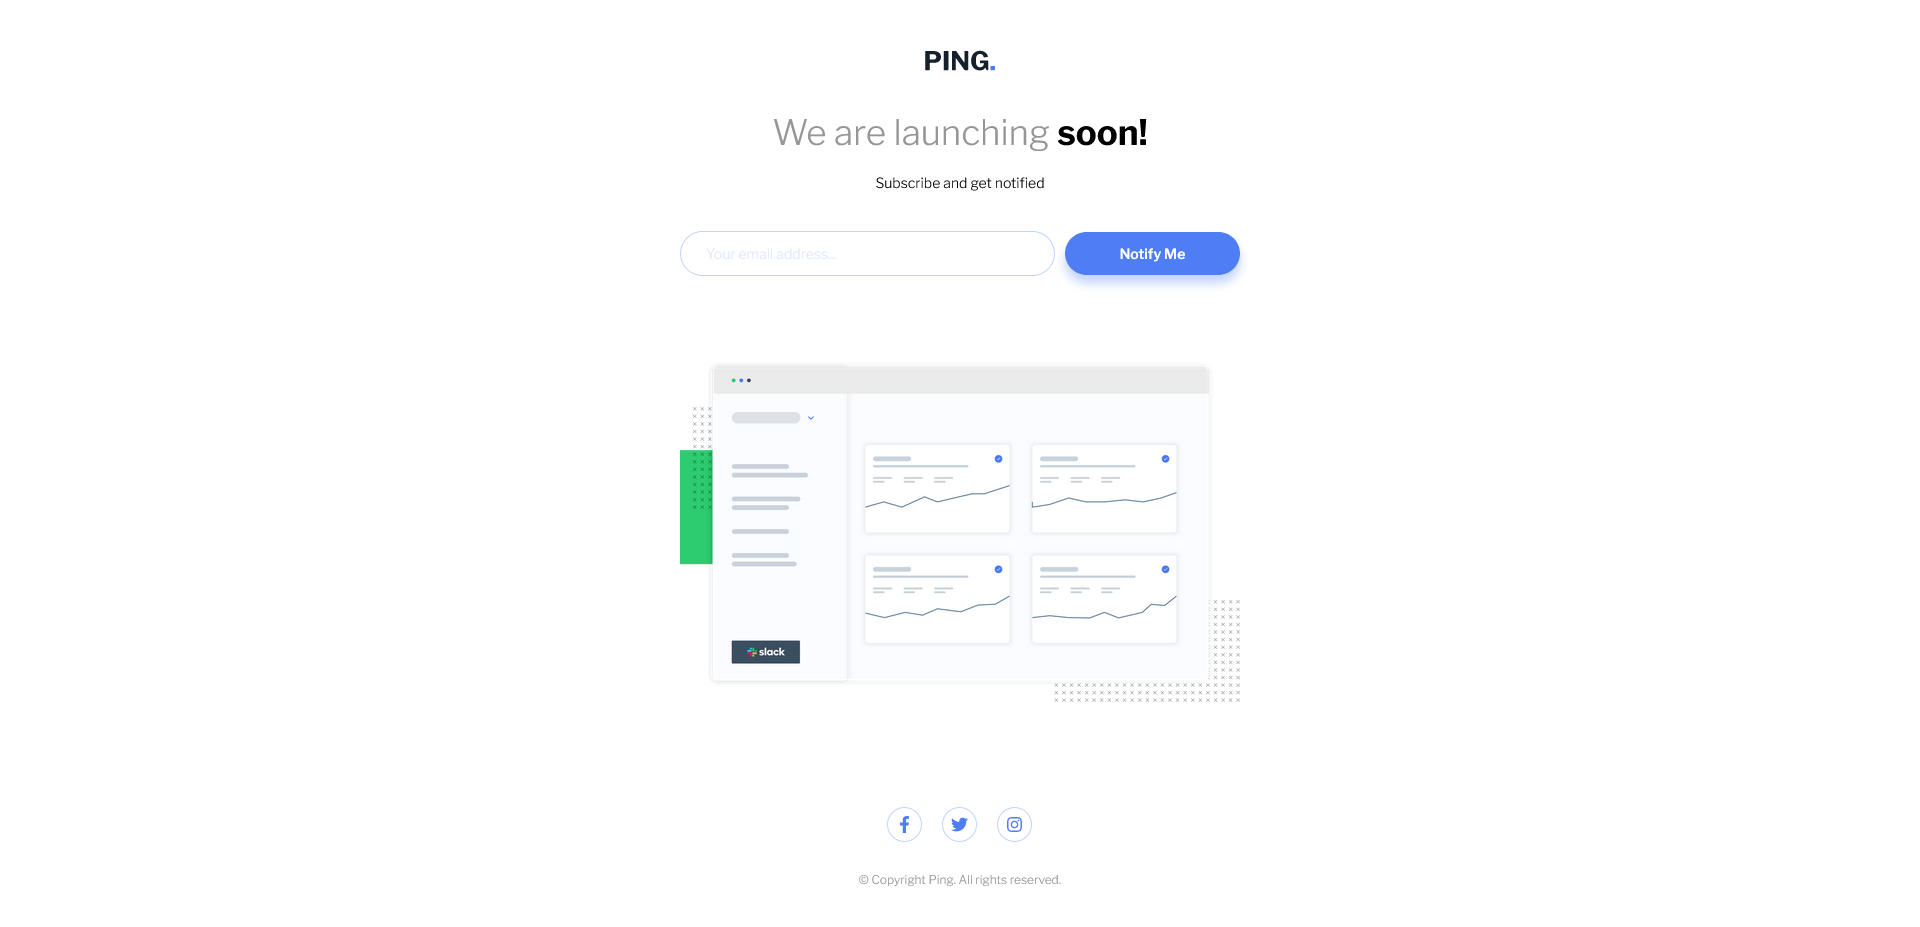 PING.
We are launching soon!
Subscribe and get notified
Your email address...
Notify Me
slack
© Copyright Ping. All rights reserved.